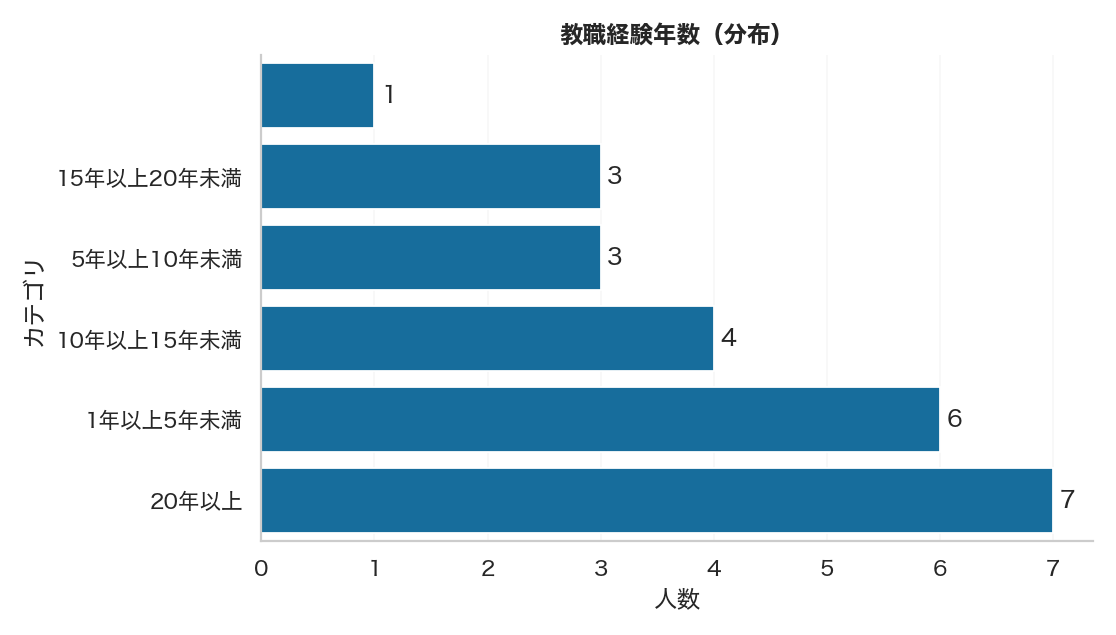 教職経験年数（分布）
1
15年以上20年未満
3
5年以上10年未満
3
カテゴリ
10年以上15年未満
4
1年以上5年未満
6
20年以上
7
0 1 2 3 4 5 6 7
人数